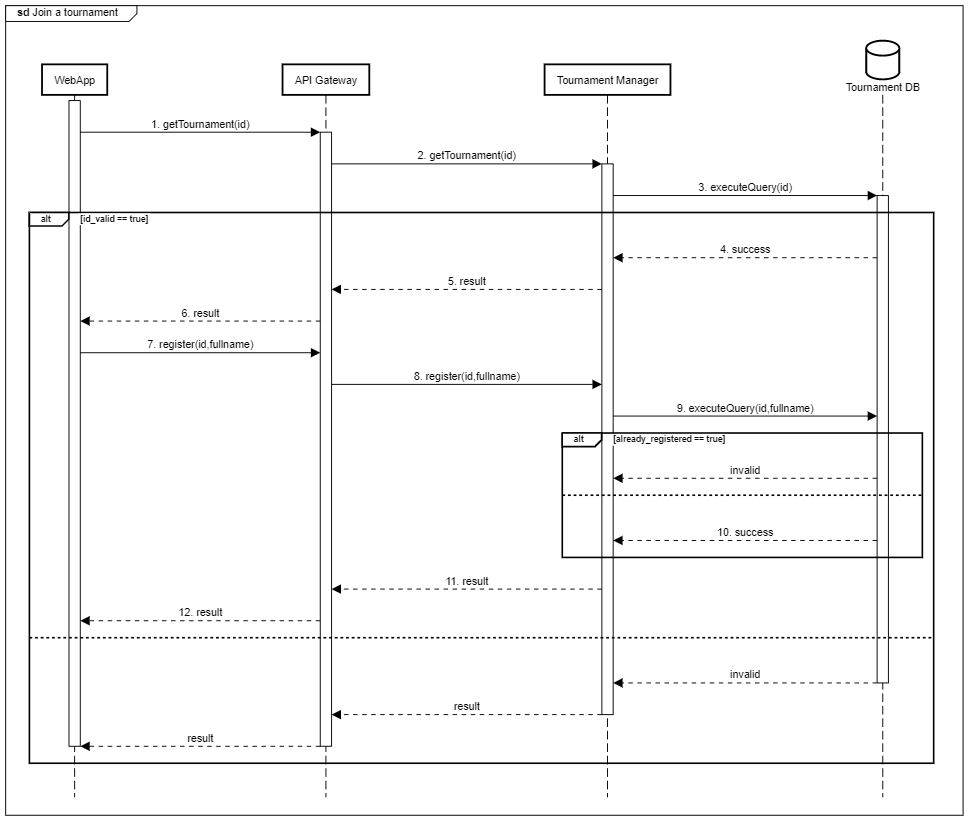 sd Join a tournament
WebApp
API Gateway
Tournament Manager
Tournament DB
1. getTournament(id)
2. getTournament(id)
3. executeQuery(id)
alt
[id_valid == true]
4. success
5. result
6. result
7. register(id,fullname)
8. register(id,fullname)
9. executeQuery(id,fullname)
alt
[already_registered == true]
invalid
10. success
11. result
12. result
invalid
result
result